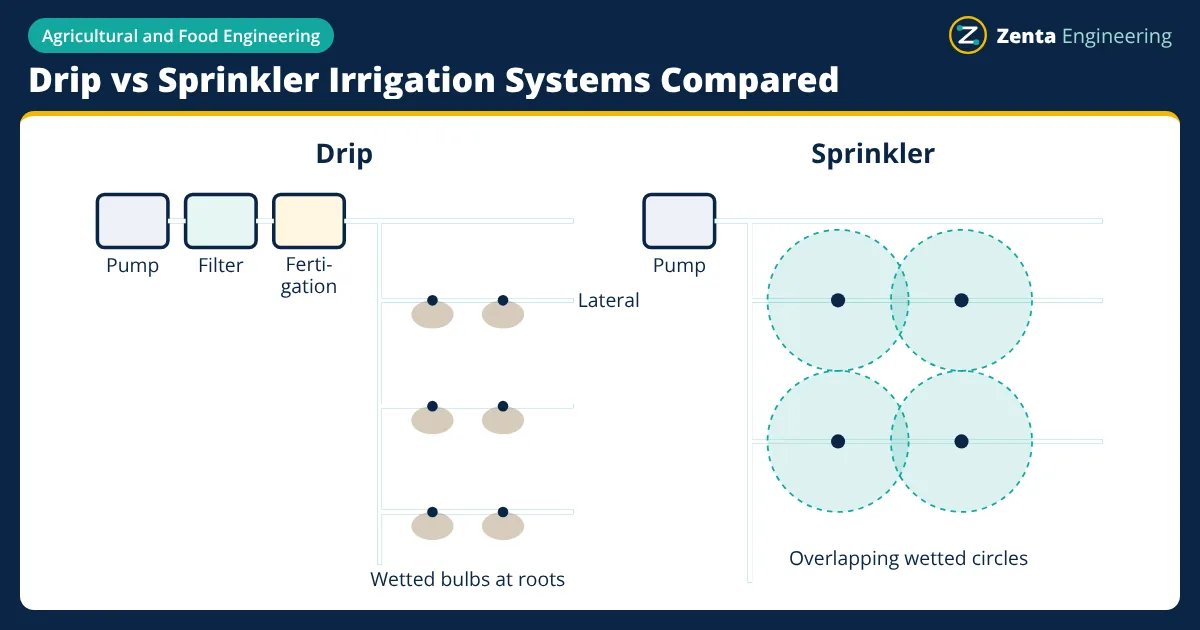 Agricultural and Food Engineering
Zenta Engineering
Drip vs Sprinkler Irrigation Systems Compared
Drip
Pump
Filter
Ferti-
gation
Lateral
Wetted bulbs at roots
Sprinkler
Pump
Overlapping wetted circles